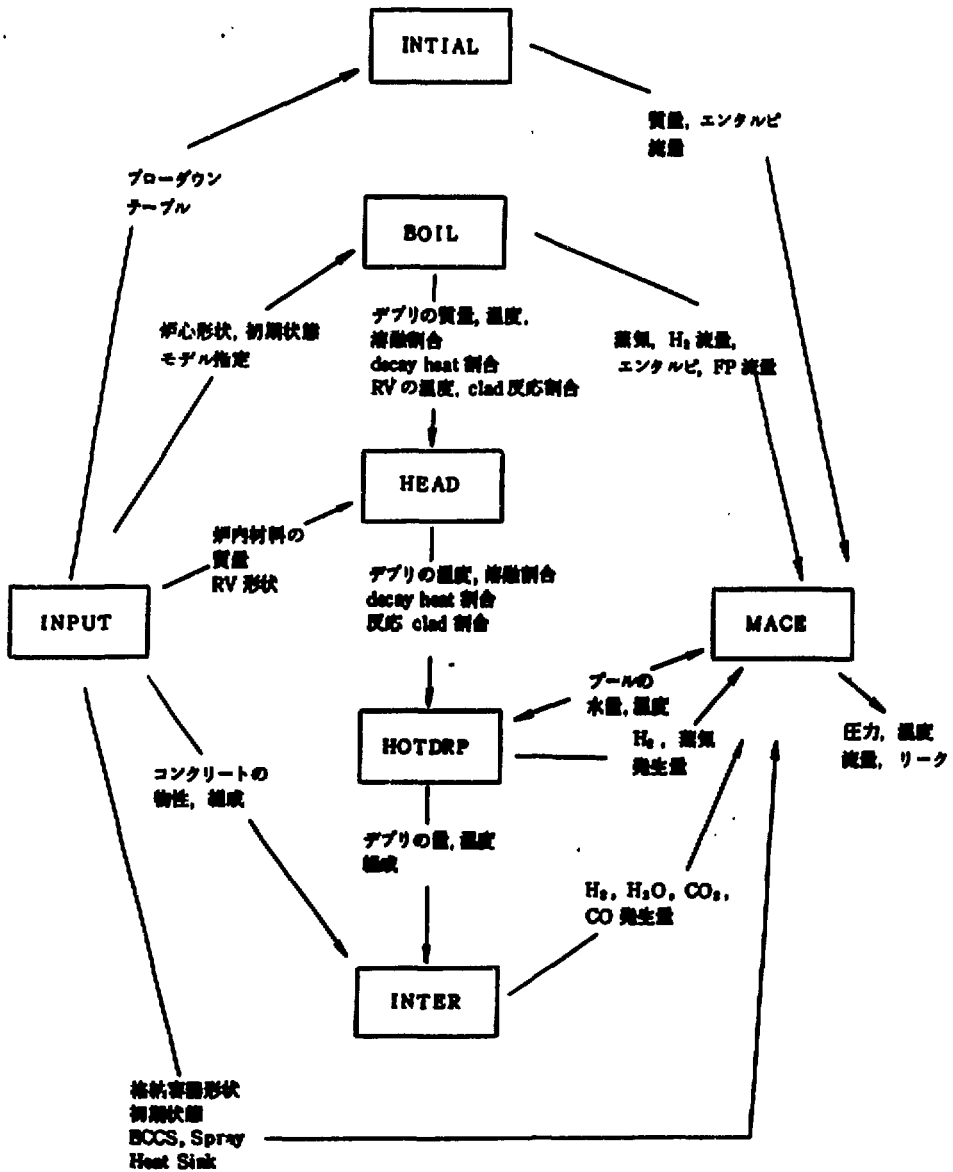 INTIAL
質量, エンタルピ
流量
ブローダウン
テーブル
BOIL
炉心形状, 初期状態
モデル指定
デブリの質量, 温度,
溶融割合
decay heat 割合
RVの温度, clad 反応割合
蒸気, H₂ 流量,
エンタルピ, FP 流量
HEAD
炉内材料の
質量
RV 形状
デブリの温度, 溶融割合
decay heat 割合
反応 clad 割合
INPUT
MACE
プールの
水量, 温度
HOTDRP
H₂, 蒸気
発生量
圧力, 温度
流量, リーク
コンクリートの
物性, 組成
デブリの量, 温度
組成
H₂, H₂O, CO₂,
CO 発生量
INTER
格納容器形状
初期状態
ECCS, Spray
Heat Sink